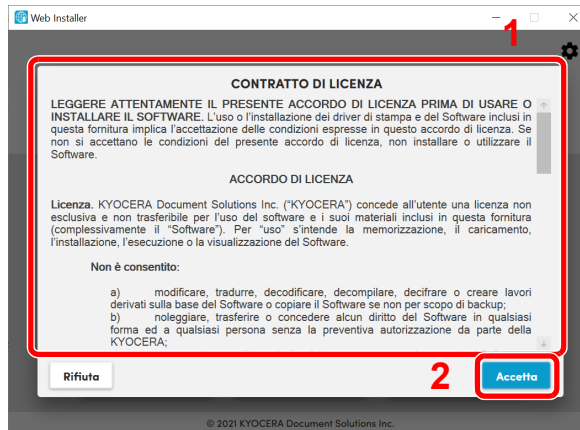 Web Installer
1
CONTRATTO DI LICENZA
LEGGERE ATTENTAMENTE IL PRESENTE ACCORDO DI LICENZA PRIMA DI USARE O
INSTALLARE IL SOFTWARE. L'uso o l'installazione dei driver di stampa e del Software inclusi in
questa fornitura implica l'accettazione delle condizioni espresse in questo accordo di licenza. Se
non si accettano le condizioni del presente accordo di licenza, non installare o utilizzare il
Software.
ACCORDO DI LICENZA
Licenza. KYOCERA Document Solutions Inc. ("KYOCERA") concede all'utente una licenza non
esclusiva e non trasferibile per l'uso del software e i suoi materiali inclusi in questa fornitura
(complessivamente il "Software"). Per "uso" s'intende la memorizzazione, il caricamento,
l'installazione, l'esecuzione o la visualizzazione del Software.
Non è consentito:
a) modificare, tradurre, decodificare, decompilare, decifrare o creare lavori
derivati sulla base del Software o copiare il Software se non per scopo di backup;
b) noleggiare, trasferire o concedere alcun diritto del Software in qualsiasi
forma ed a qualsiasi persona senza la preventiva autorizzazione da parte della
KYOCERA;
Rifiuta
2
Accetta
© 2021 KYOCERA Document Solutions Inc.